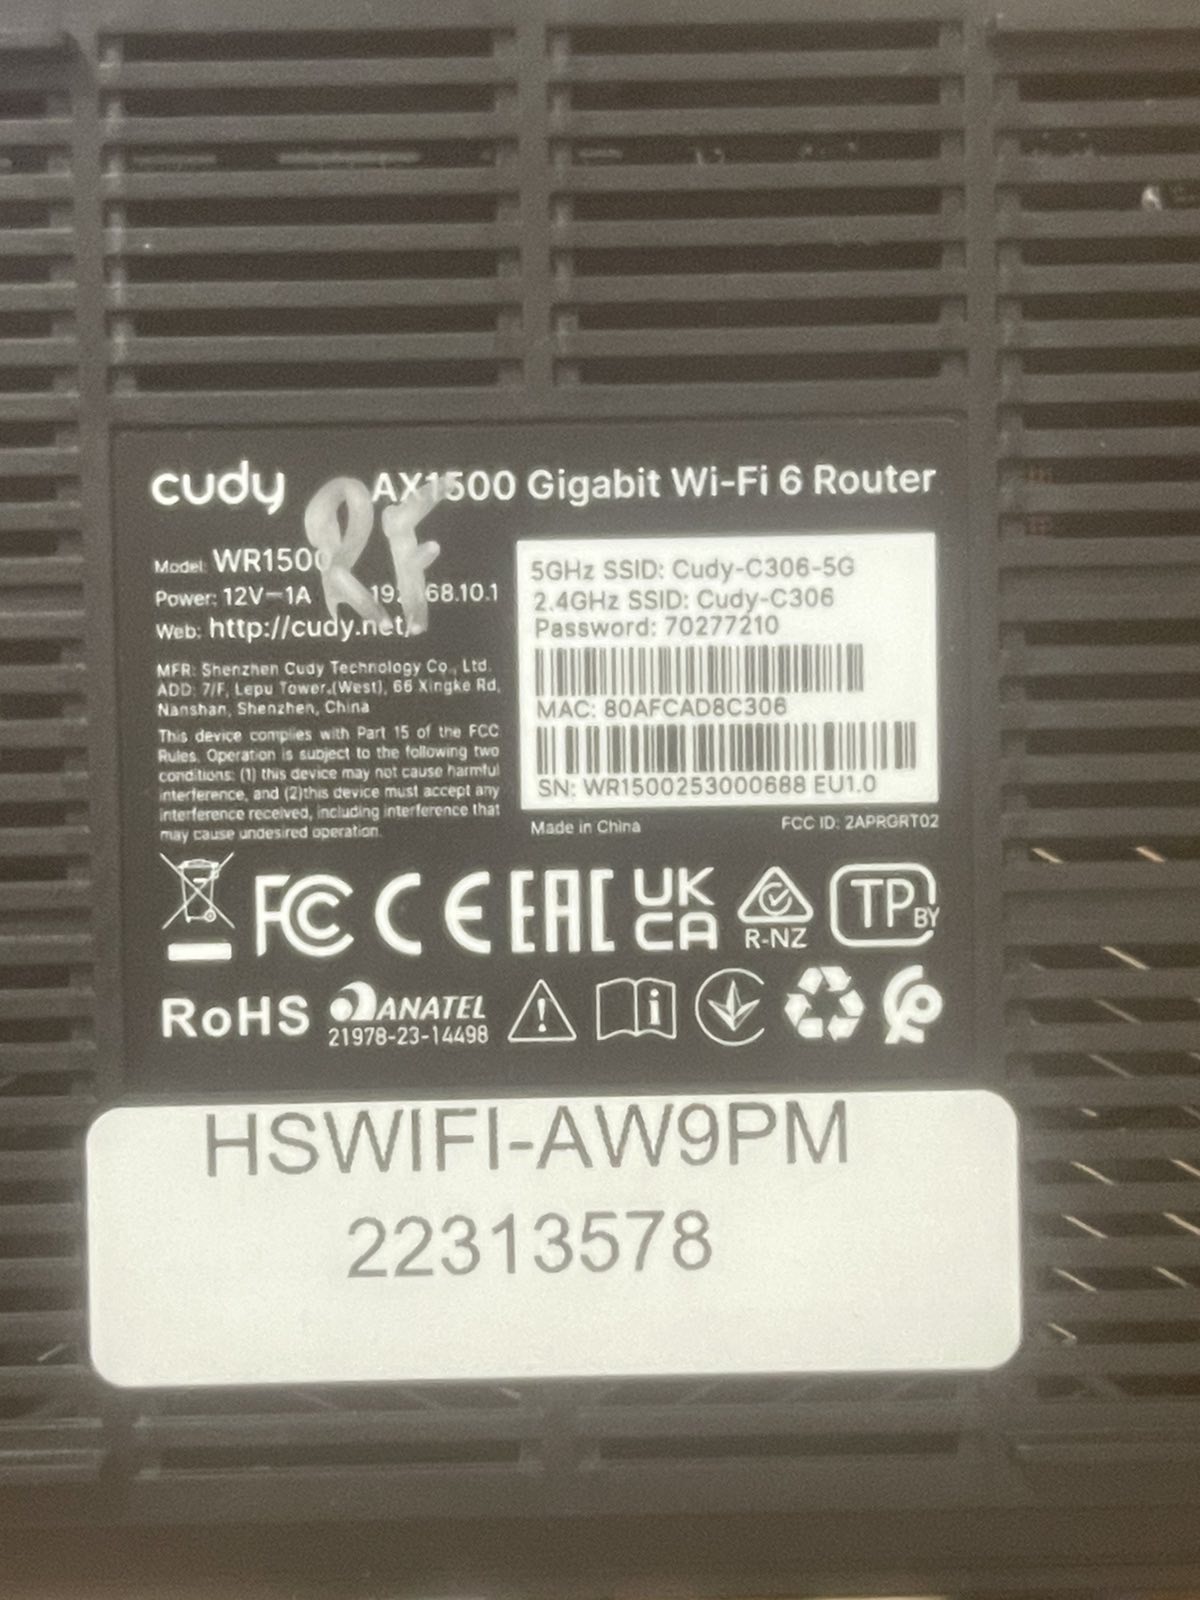 cudy AX1500 Gigabit Wi-Fi 6 Router
RF
Model: WR1500
Power: 12V⎓1A 192.168.10.1
Web: http://cudy.net/
MFR: Shenzhen Cudy Technology Co., Ltd.
ADD: 7/F, Lepu Tower,(West), 66 Xingke Rd,
Nanshan, Shenzhen, China
This device complies with Part 15 of the FCC
Rules. Operation is subject to the following two
conditions: (1) this device may not cause harmful
interference, and (2)this device must accept any
interference received, including interference that
may cause undesired operation.
5GHz SSID: Cudy-C306-5G
2.4GHz SSID: Cudy-C306
Password: 70277210
MAC: 80AFCAD8C306
SN: WR1500253000688 EU1.0
Made in China FCC ID: 2APRGRT02
FC CE EAC UK CA R-NZ TP BY
RoHS ANATEL
21978-23-14498
HSWIFI-AW9PM
22313578